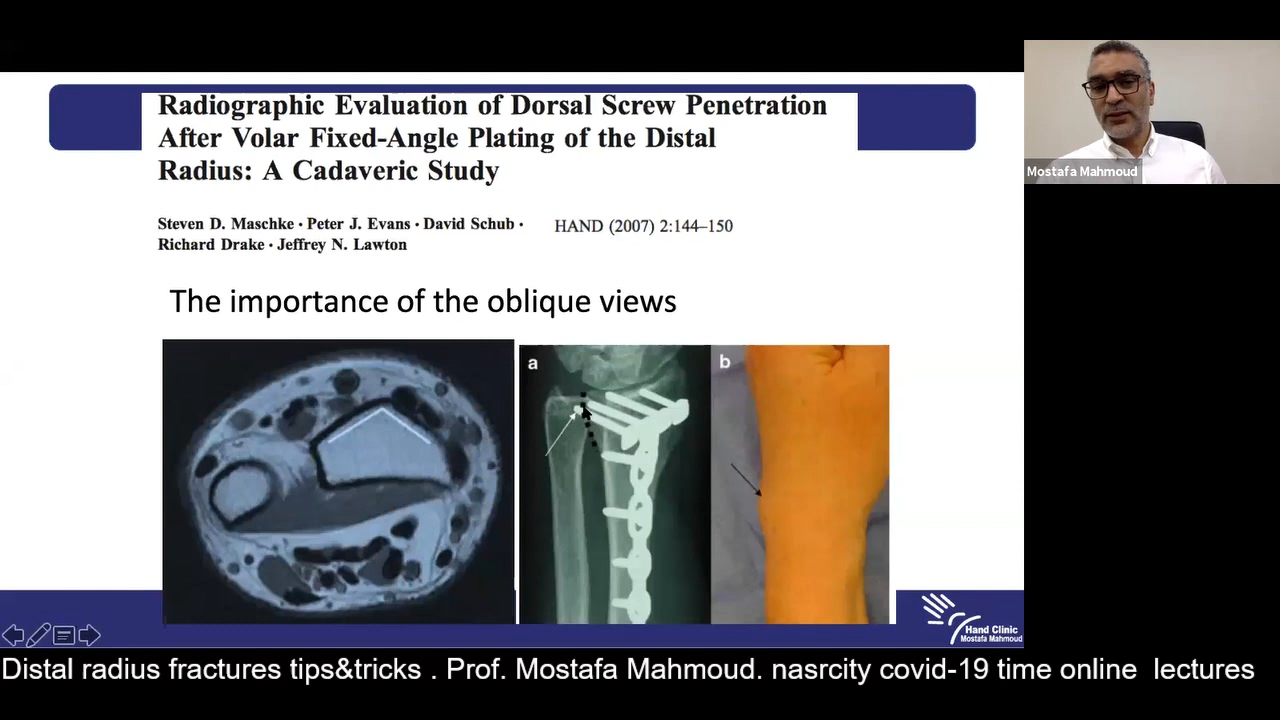 Radiographic Evaluation of Dorsal Screw Penetration
After Volar Fixed-Angle Plating of the Distal
Radius: A Cadaveric Study
Steven D. Maschke · Peter J. Evans · David Schub ·
Richard Drake · Jeffrey N. Lawton
HAND (2007) 2:144–150
The importance of the oblique views
a
b
Mostafa Mahmoud
Hand Clinic
Mostafa Mahmoud
Distal radius fractures tips&tricks . Prof. Mostafa Mahmoud. nasrcity covid-19 time online lectures